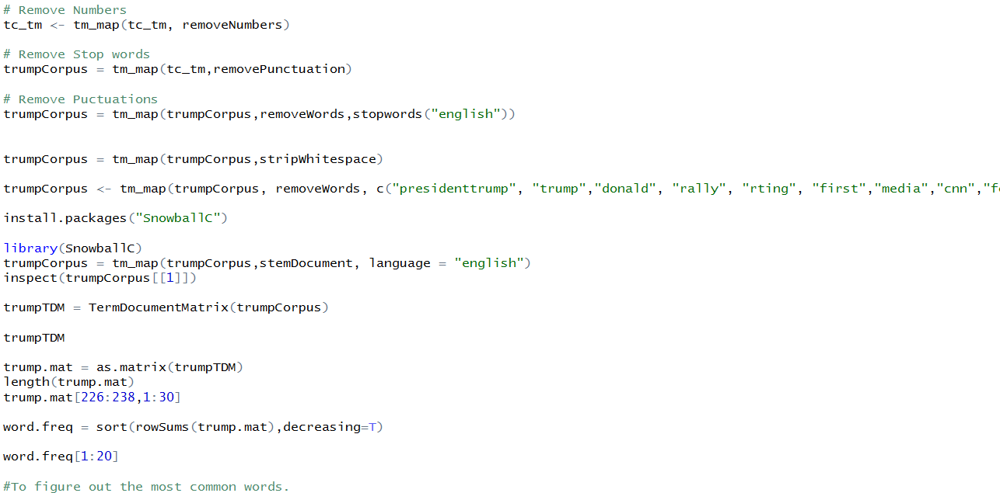 # Remove Numbers
tc_tm <- tm_map(tc_tm, removeNumbers)
# Remove Stop words
trumpCorpus = tm_map(tc_tm,removePunctuation)
# Remove Puctuations
trumpCorpus = tm_map(trumpCorpus,removeWords,stopwords("english"))
trumpCorpus = tm_map(trumpCorpus,stripWhitespace)
trumpCorpus <- tm_map(trumpCorpus, removeWords, c("presidenttrump", "trump","donald", "rally", "rting", "first","media","cnn",
install.packages("SnowballC")
library(SnowballC)
trumpCorpus = tm_map(trumpCorpus,stemDocument, language = "english")
inspect(trumpCorpus[[1]])
trumpTDM = TermDocumentMatrix(trumpCorpus)
trumpTDM
trump.mat = as.matrix(trumpTDM)
length(trump.mat)
trump.mat[226:238,1:30]
word.freq = sort(rowSums(trump.mat),decreasing=T)
word.freq[1:20]
#To figure out the most common words.